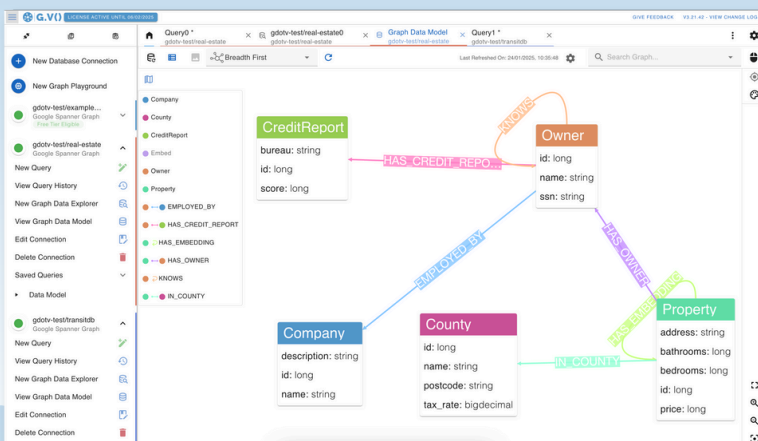 G.V() LICENSE ACTIVE UNTIL 08/02/2025 GIVE FEEDBACK V3.21.42 - VIEW CHANGE LOG
Query0 * gdotv-test/real-estate
gdotv-test/real-estate0 gdotv-test/real-estate
Graph Data Model gdotv-test/real-estate
Query1 * gdotv-test/transitdb
Breadth First
Last Refreshed On: 24/01/2025, 10:35:48
Search Graph...
New Database Connection
New Graph Playground
gdotv-test/example...
Google Spanner Graph
Free Tier Eligible
gdotv-test/real-estate
Google Spanner Graph
New Query
View Query History
New Graph Data Explorer
View Graph Data Model
Edit Connection
Delete Connection
Saved Queries
Data Model
gdotv-test/transitdb
Google Spanner Graph
New Query
View Query History
New Graph Data Explorer
View Graph Data Model
Edit Connection
Delete Connection
Company
County
CreditReport
Embed
Owner
Property
EMPLOYED_BY
HAS_CREDIT_REPORT
HAS_EMBEDDING
HAS_OWNER
KNOWS
IN_COUNTY
CreditReport
bureau: string
id: long
score: long
HAS_CREDIT_REPO...
KNOWS
Owner
id: long
name: string
ssn: string
EMPLOYED_BY
HAS_OWNER
HAS_EMBEDDING
Company
description: string
id: long
name: string
County
id: long
name: string
postcode: string
tax_rate: bigdecimal
IN_COUNTY
Property
address: string
bathrooms: long
bedrooms: long
id: long
price: long